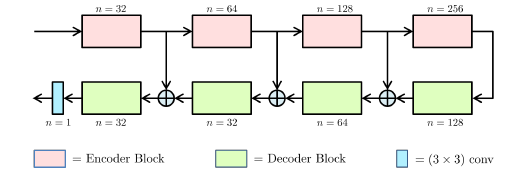 n = 32 n = 64 n = 128 n = 256
n = 1 n = 32 n = 32 n = 64 n = 128
= Encoder Block = Decoder Block = (3 × 3) conv